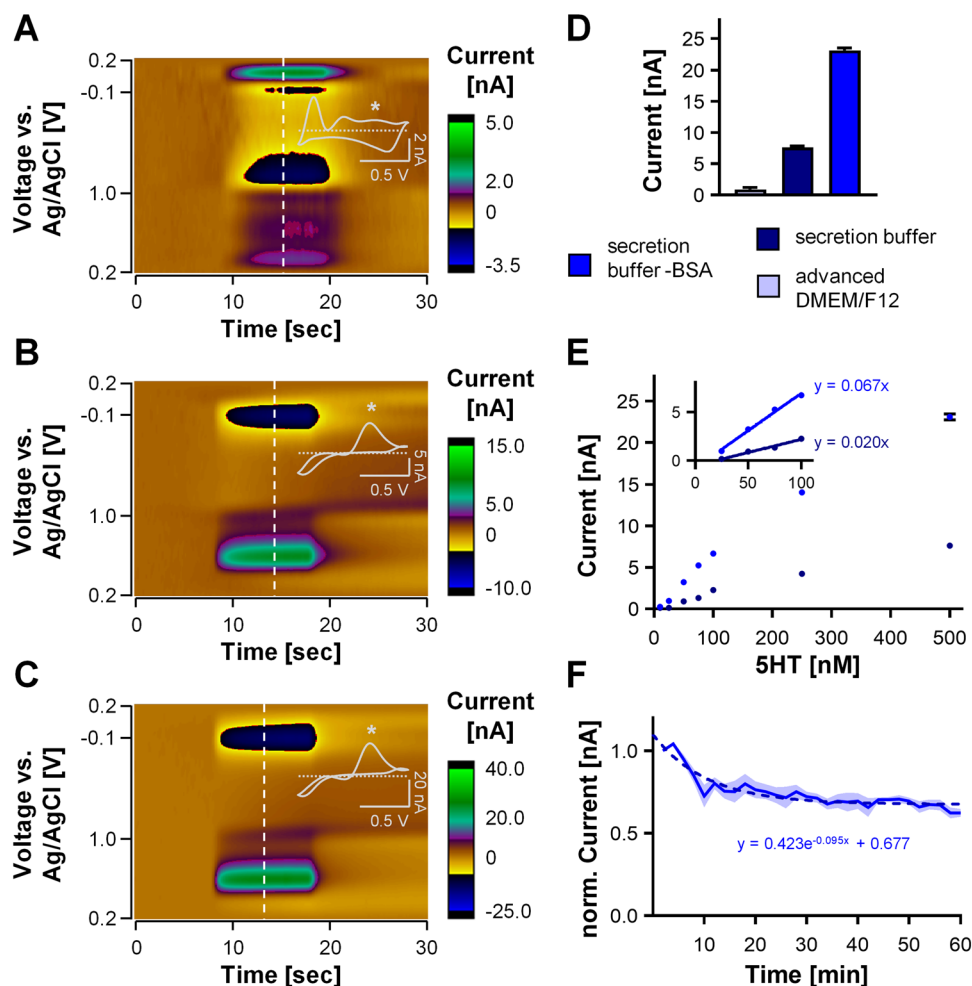 A
Voltage vs.
Ag/AgCl [V]
0.2
-0.1
1.0
0.2
*
2 nA
0.5 V
0
10
20
30
Time [sec]
Current
[nA]
5.0
2.0
0
-3.5
B
Voltage vs.
Ag/AgCl [V]
0.2
-0.1
1.0
0.2
*
5 nA
0.5 V
0
10
20
30
Time [sec]
Current
[nA]
15.0
5.0
0
-10.0
C
Voltage vs.
Ag/AgCl [V]
0.2
-0.1
1.0
0.2
*
20 nA
0.5 V
0
10
20
30
Time [sec]
Current
[nA]
40.0
20.0
0
-25.0
D
Current [nA]
25
20
15
10
5
0
secretion
buffer -BSA
secretion buffer
advanced
DMEM/F12
E
Current [nA]
25
20
15
10
5
0
5
0
0
50
100
y = 0.067x
y = 0.020x
0
100
200
300
400
500
5HT [nM]
F
norm. Current [nA]
1.0
0.5
0.0
y = 0.423e-0.095x + 0.677
10
20
30
40
50
60
Time [min]